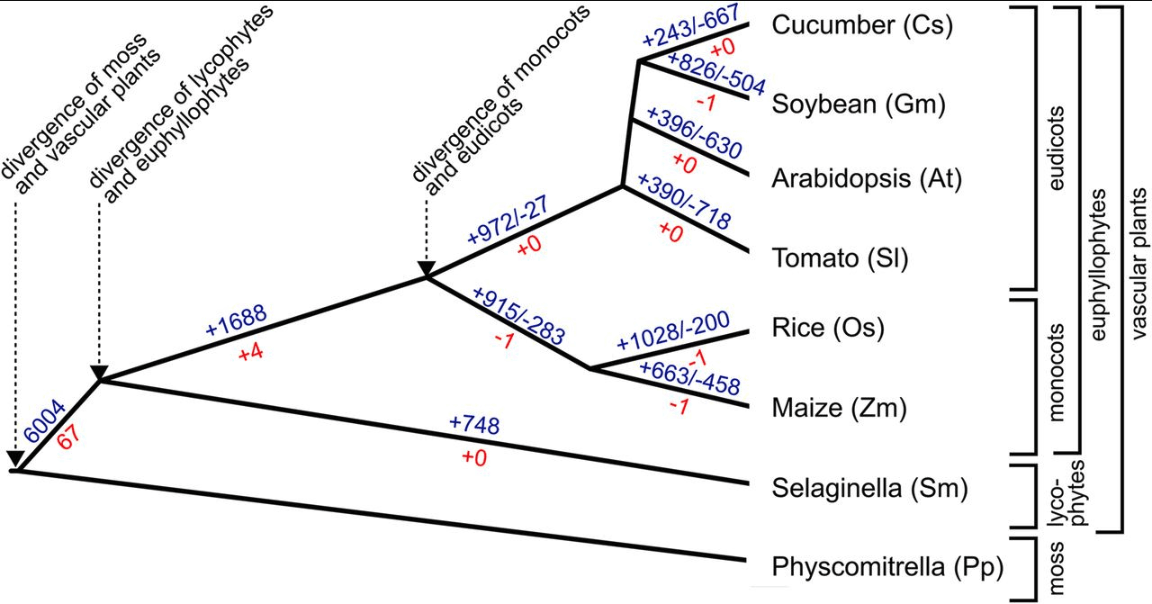 divergence of moss
and vascular plants
divergence of lycophytes
and euphyllophytes
divergence of monocots
and eudicots
+243/-667
+0
Cucumber (Cs)
+826/-504
-1
Soybean (Gm)
+396/-630
+0
Arabidopsis (At)
+390/-718
+0
Tomato (Sl)
+972/-27
+0
+915/-283
-1
+1028/-200
-1
Rice (Os)
+663/-458
-1
Maize (Zm)
+1688
+4
+748
+0
Selaginella (Sm)
6004
67
Physcomitrella (Pp)
eudicots
monocots
lyco-
phytes
moss
euphyllophytes
vascular plants